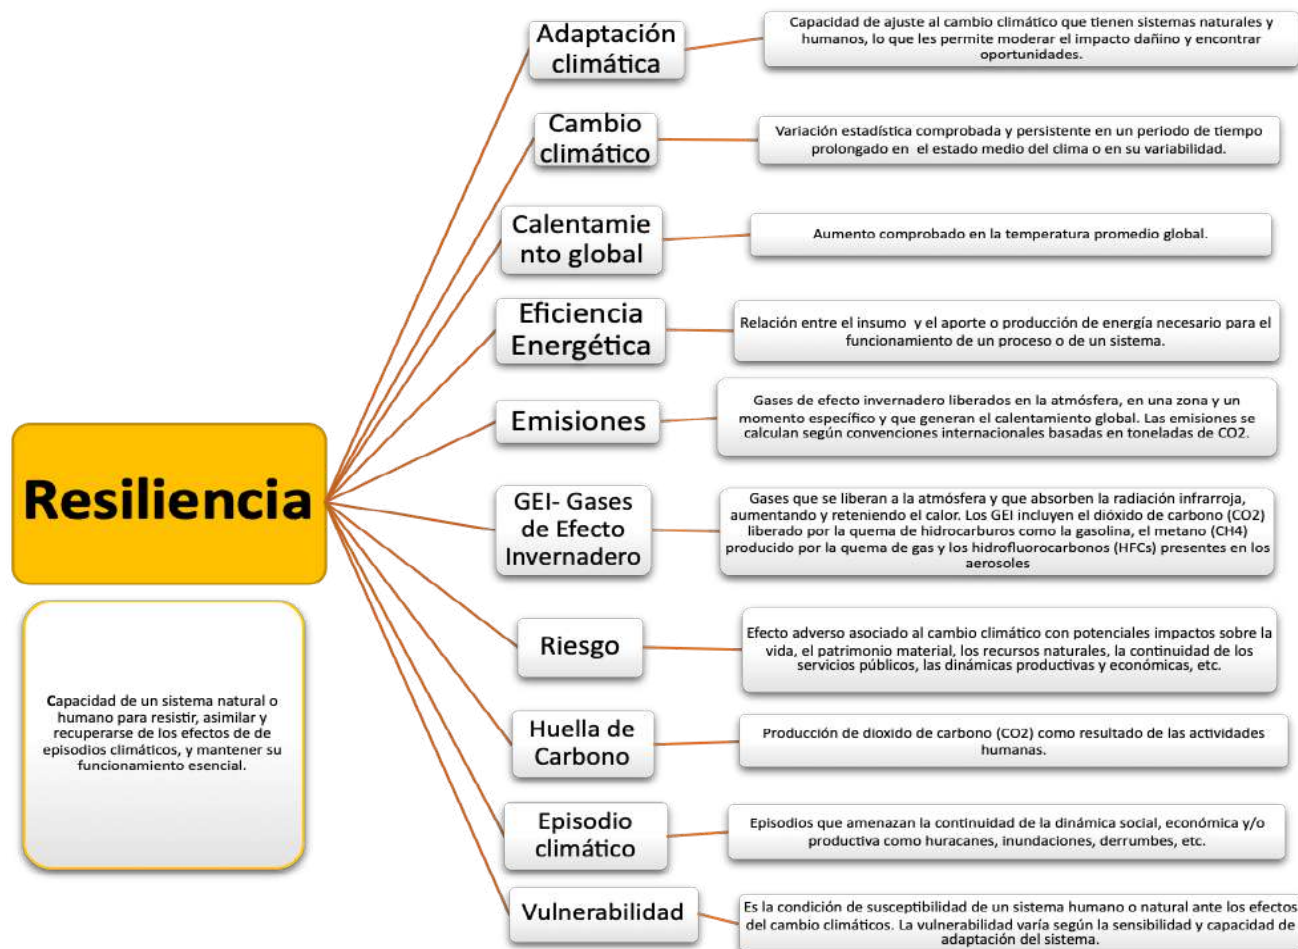 Resiliencia
Capacidad de un sistema natural o
humano para resistir, asimilar y
recuperarse de los efectos de de
episodios climáticos, y mantener su
funcionamiento esencial.
Adaptación
climática
Capacidad de ajuste al cambio climático que tienen sistemas naturales y
humanos, lo que les permite moderar el impacto dañino y encontrar
oportunidades.
Cambio
climático
Variación estadística comprobada y persistente en un periodo de tiempo
prolongado en el estado medio del clima o en su variabilidad.
Calentamie
nto global
Aumento comprobado en la temperatura promedio global.
Eficiencia
Energética
Relación entre el insumo y el aporte o producción de energía necesario para el
funcionamiento de un proceso o de un sistema.
Emisiones
Gases de efecto invernadero liberados en la atmósfera, en una zona y un
momento específico y que generan el calentamiento global. Las emisiones se
calculan según convenciones internacionales basadas en toneladas de CO2.
GEI- Gases
de Efecto
Invernadero
Gases que se liberan a la atmósfera y que absorben la radiación infrarroja,
aumentando y reteniendo el calor. Los GEI incluyen el dióxido de carbono (CO2)
liberado por la quema de hidrocarburos como la gasolina, el metano (CH4)
producido por la quema de gas y los hidrofluorocarbonos (HFCs) presentes en los
aerosoles
Riesgo
Efecto adverso asociado al cambio climático con potenciales impactos sobre la
vida, el patrimonio material, los recursos naturales, la continuidad de los
servicios públicos, las dinámicas productivas y económicas, etc.
Huella de
Carbono
Producción de dioxido de carbono (CO2) como resultado de las actividades
humanas.
Episodio
climático
Episodios que amenazan la continuidad de la dinámica social, económica y/o
productiva como huracanes, inundaciones, derrumbes, etc.
Vulnerabilidad
Es la condición de susceptibilidad de un sistema humano o natural ante los efectos
del cambio climáticos. La vulnerabilidad varía según la sensibilidad y capacidad de
adaptación del sistema.